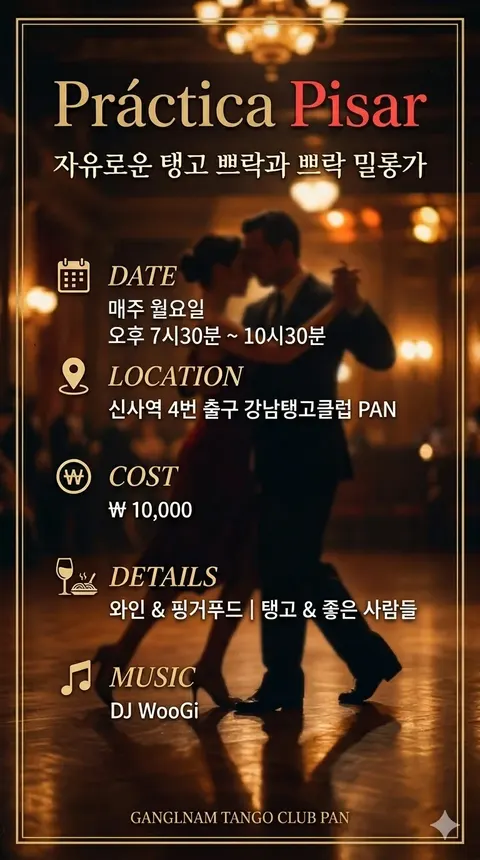 Práctica Pisar
자유로운 탱고 쁘락과 쁘락 밀롱가
DATE
매주 월요일
오후 7시30분 ~ 10시30분
LOCATION
신사역 4번 출구 강남탱고클럽 PAN
COST
₩ 10,000
DETAILS
와인 & 핑거푸드 | 탱고 & 좋은 사람들
MUSIC
DJ WooGi
GANGLNAM TANGO CLUB PAN